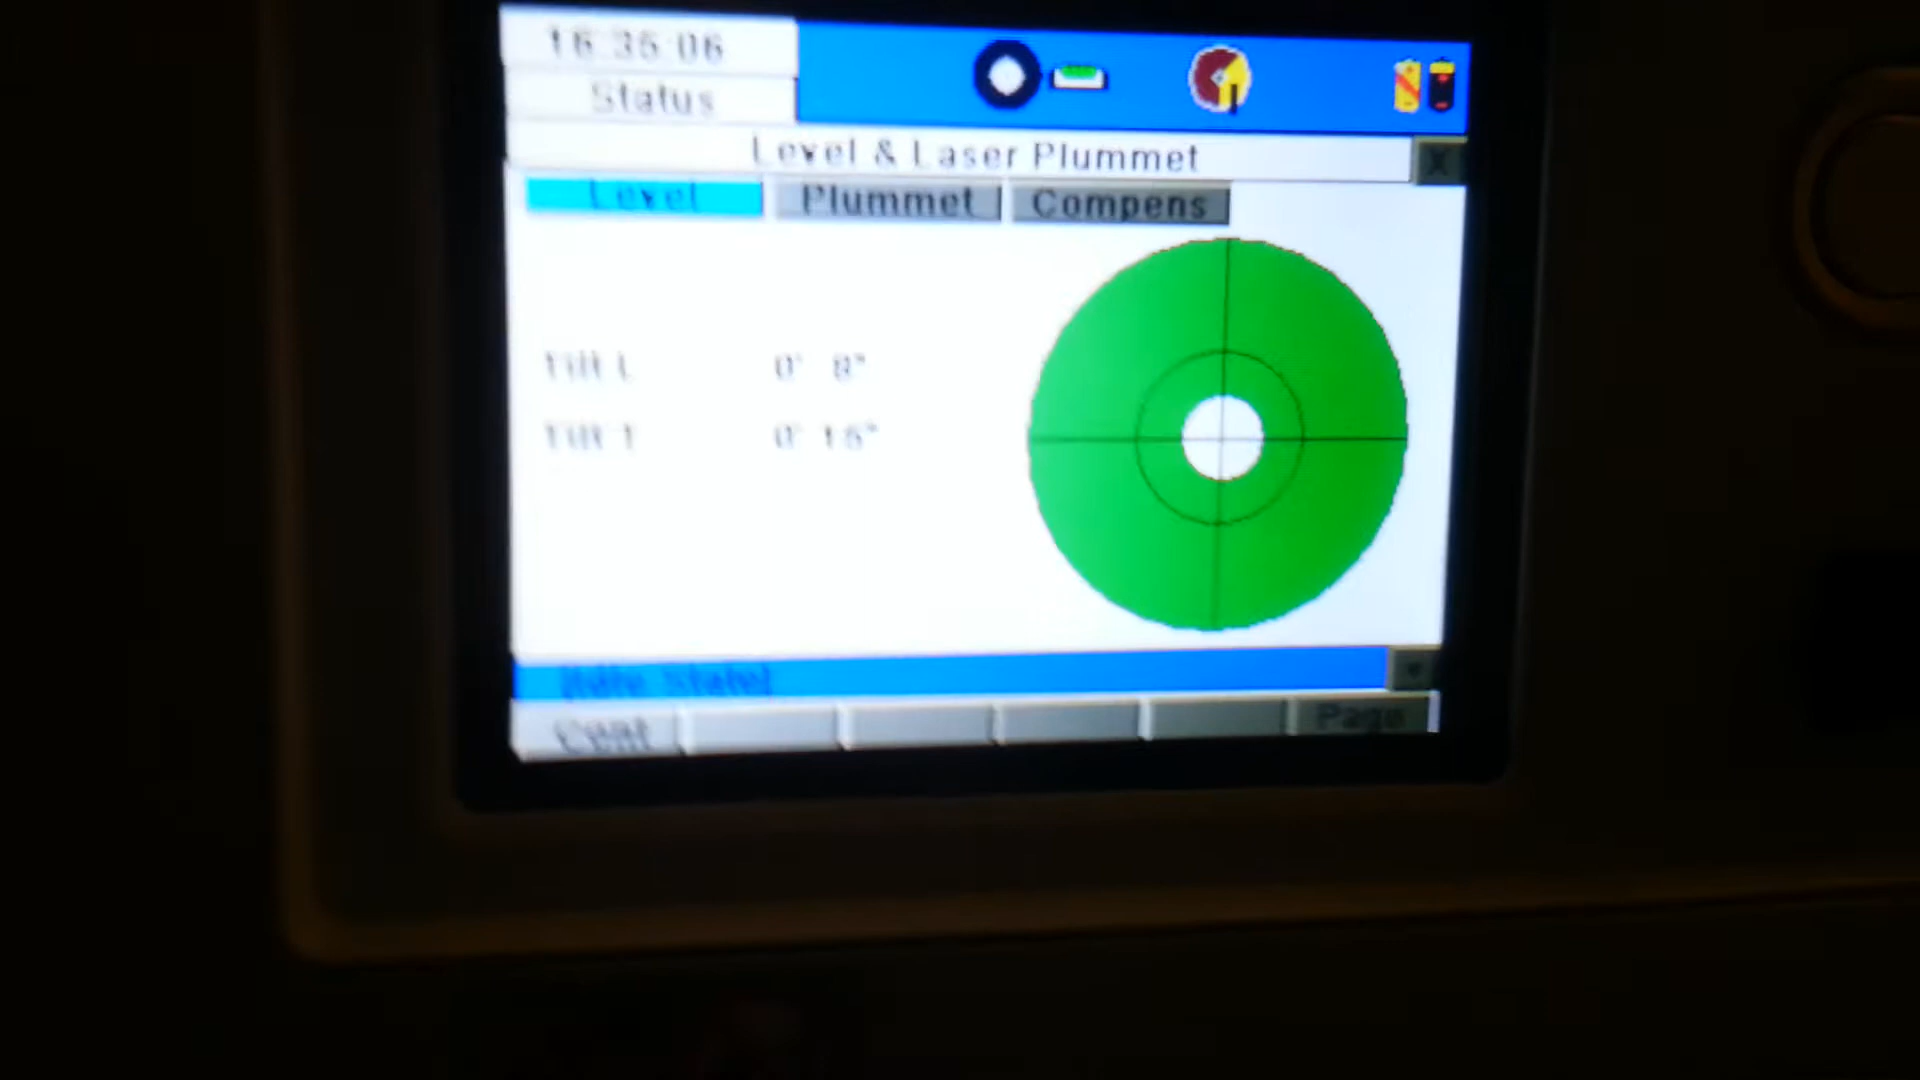 16:35:06
Status
Level & Laser Plummet
X
Level Plummet Compens
Tilt L 0' 8"
Tilt T 0' 16"
Cont Page